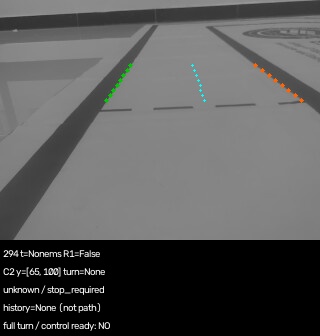 294 t=Nonems R1=False
C2 y=[65, 100] turn=None
unknown / stop_required
history=None (not path)
full turn / control ready: NO